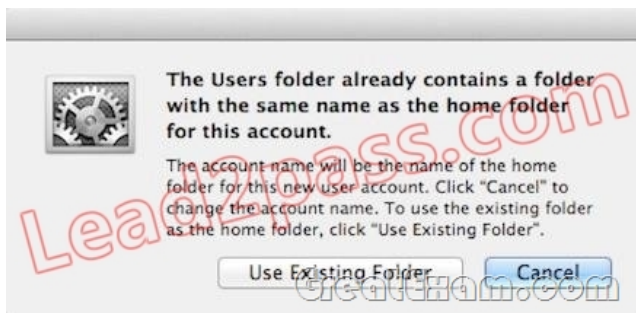 The Users folder already contains a folder
with the same name as the home folder
for this account.
The account name will be the name of the home
folder for this new user account. Click “Cancel” to
change the account name. To use the existing folder
as the home folder, click “Use Existing Folder”.
Use Existing Folder
Cancel
Lead2pass.com
GreatExam.com